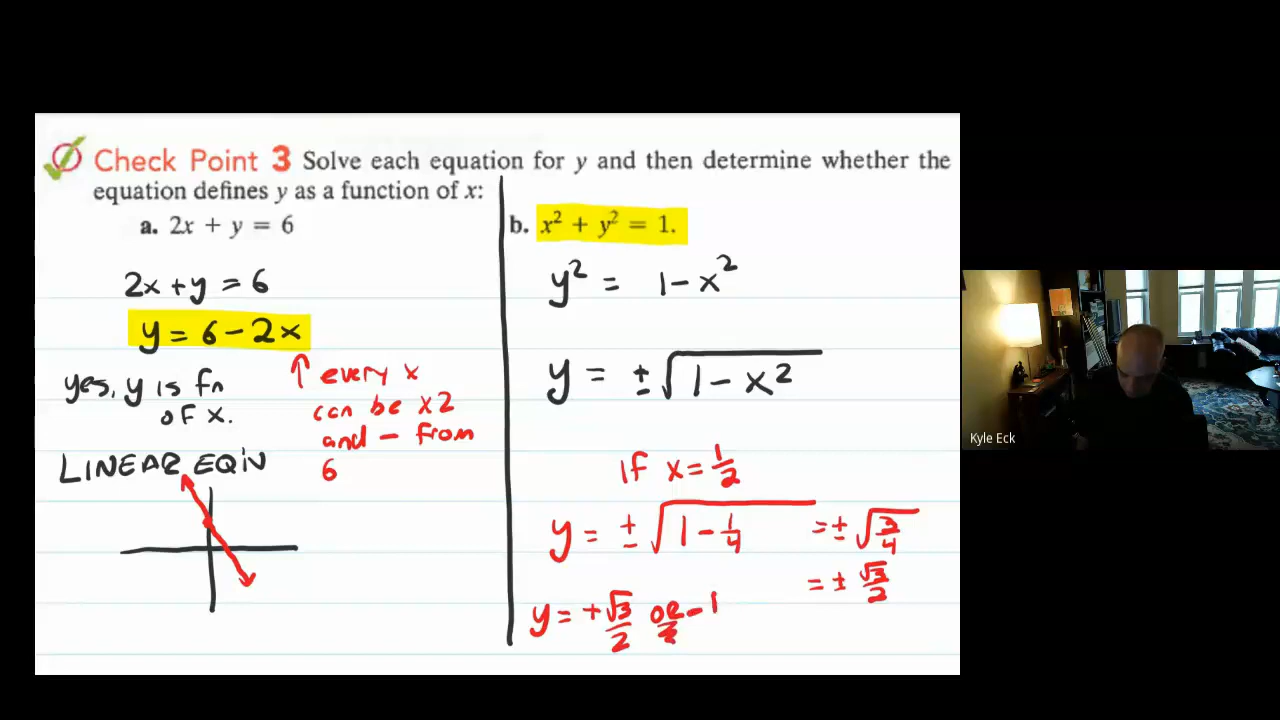 Check Point 3 Solve each equation for y and then determine whether the
equation defines y as a function of x:
a. 2x + y = 6
2x + y = 6
y = 6 - 2x
yes, y is fn
of x.
↑ every x
can be x2
and - from
6
LINEAR EQ'N
b. x² + y² = 1.
y² = 1 - x²
y = ±√(1 - x²)
if x = 1/2
y = ±√(1 - 1/4) = ±√(3/4)
= ± √3/2
y = + √3/2 or - 1
Kyle Eck